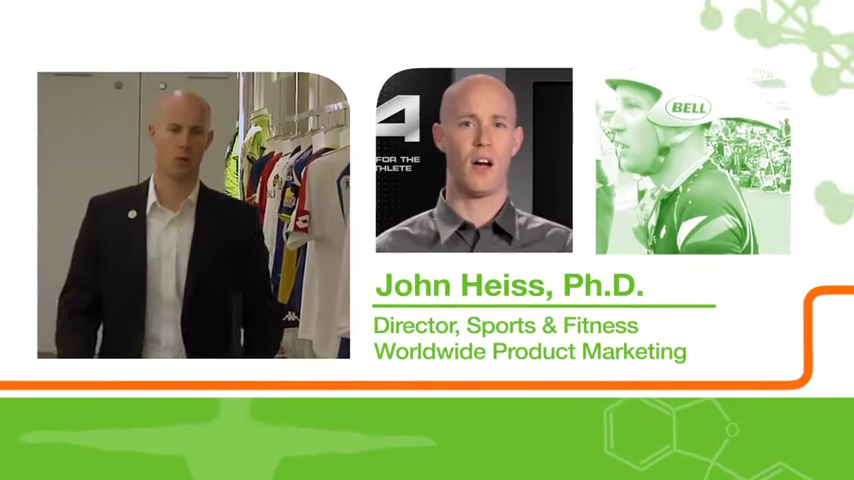 4
FOR THE
THLETE
BELL
John Heiss, Ph.D.
Director, Sports & Fitness
Worldwide Product Marketing